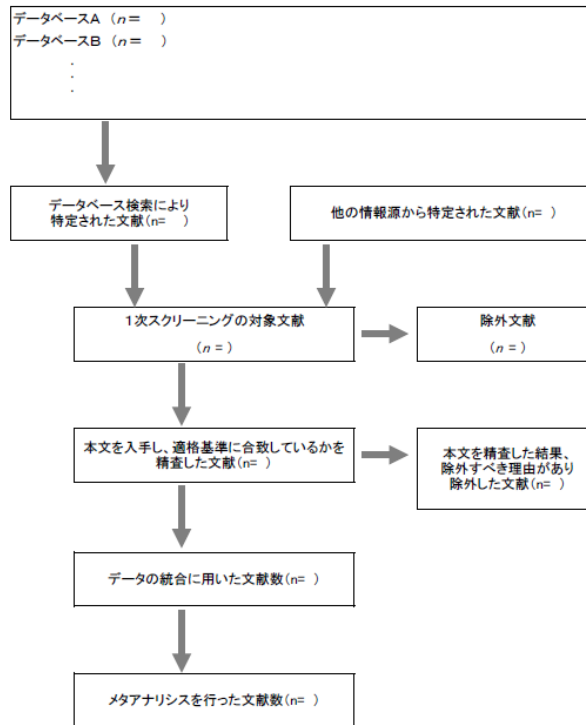 データベースA (n=　)
データベースB (n=　)
.
.
.
データベース検索により
特定された文献(n=　)
他の情報源から特定された文献(n=　)
1次スクリーニングの対象文献
(n =　)
除外文献
(n =　)
本文を入手し、適格基準に合致しているかを
精査した文献(n=　)
本文を精査した結果、
除外すべき理由があり
除外した文献(n=　)
データの統合に用いた文献数(n=　)
メタアナリシスを行った文献数(n=　)